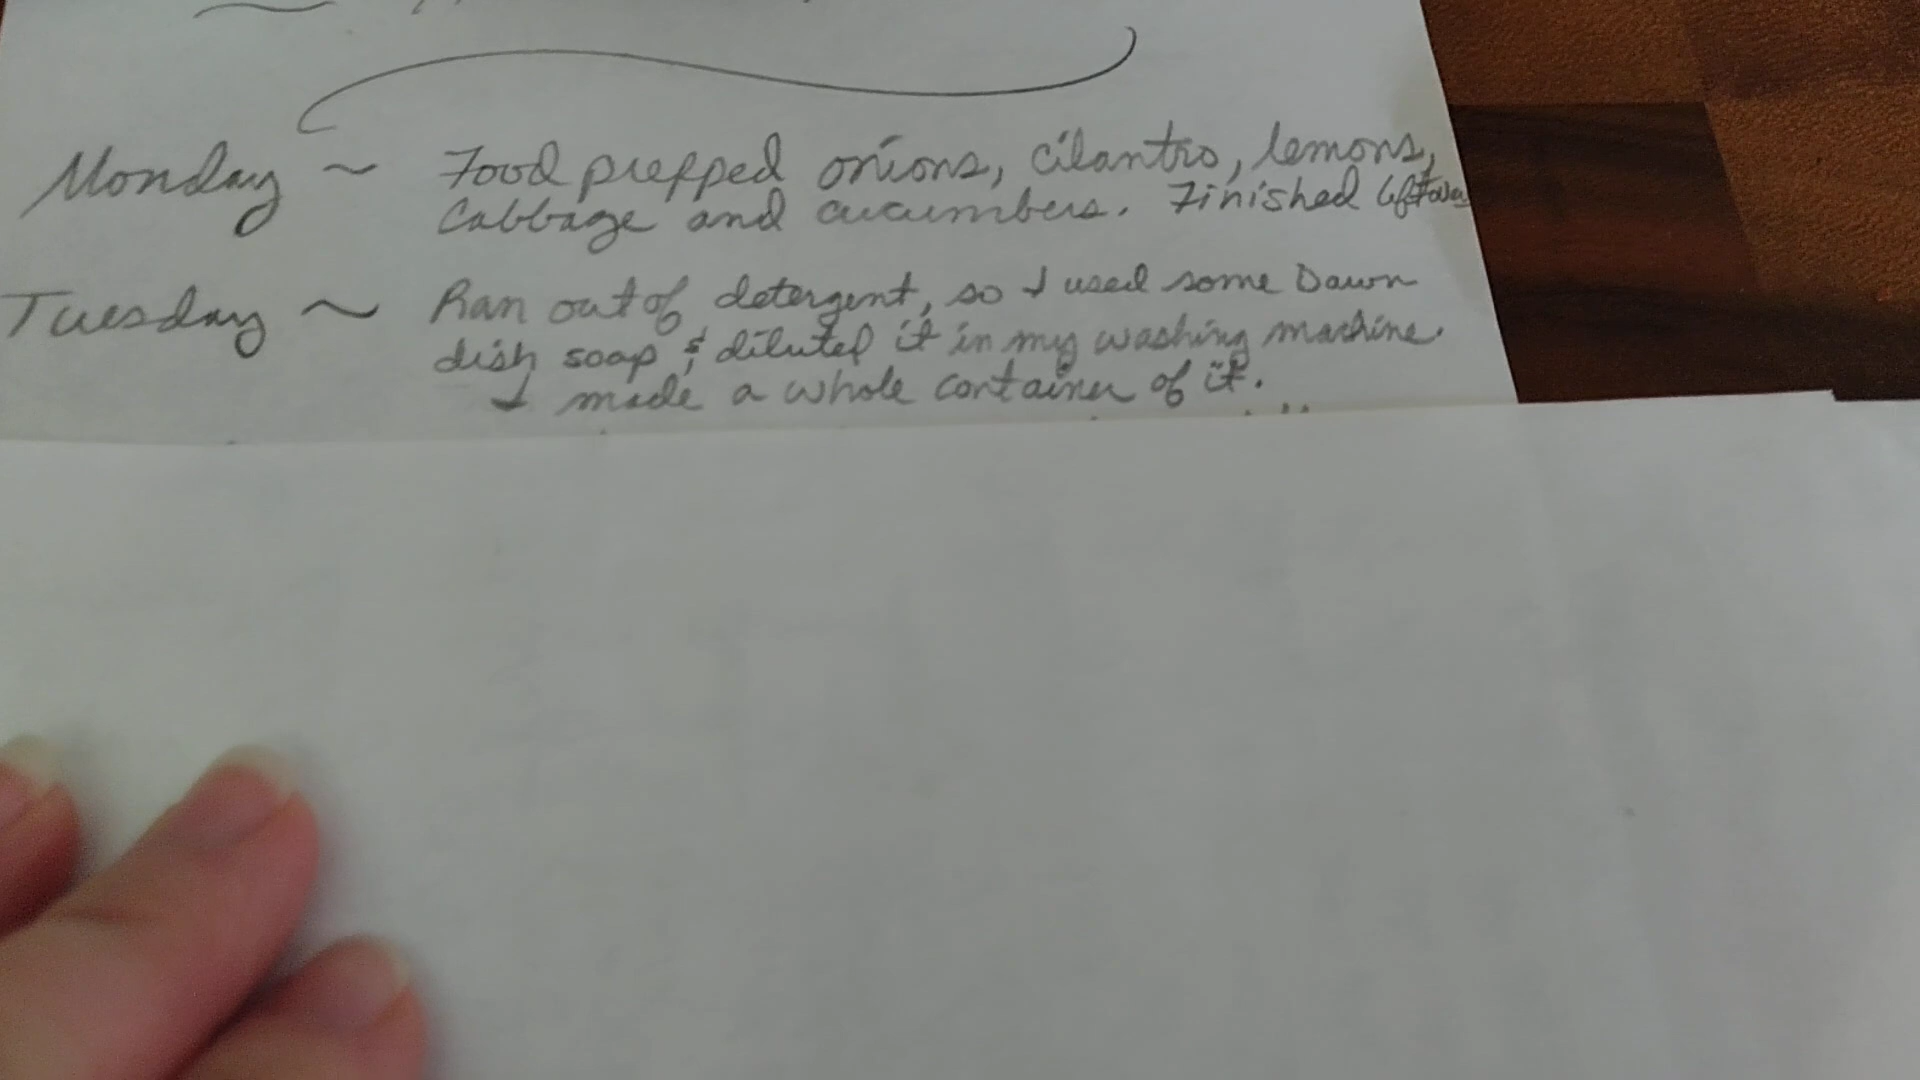 Monday ~ Food prepped onions, cilantro, lemons,
Cabbage and cucumbers. Finished leftovers
Tuesday ~ Ran out of detergent, so I used some Dawn
dish soap & diluted it in my washing machine.
I made a whole container of it.